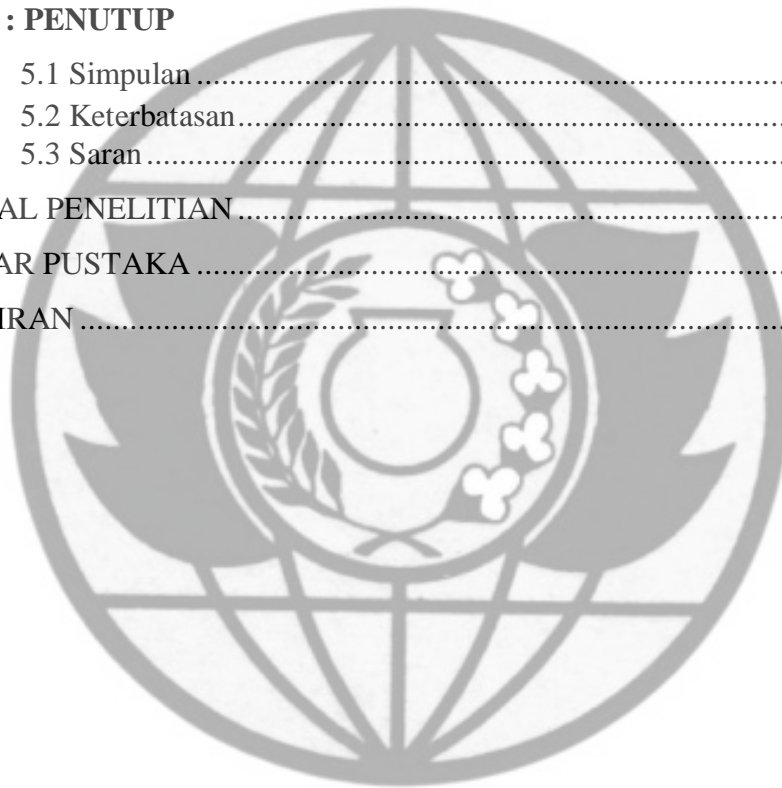 : PENUTUP
5.1 Simpulan ........................................................................
5.2 Keterbatasan ...................................................................
5.3 Saran ..............................................................................
AL PENELITIAN ......................................................................
AR PUSTAKA ...........................................................................
IRAN ........................................................................................